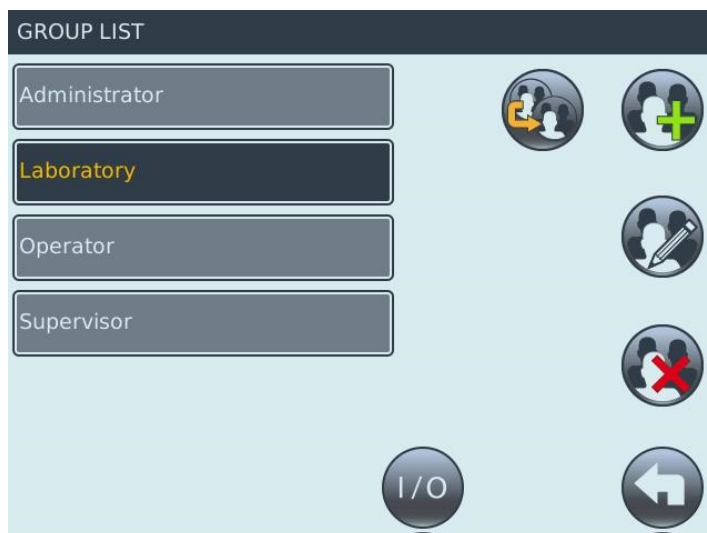 GROUP LIST
Administrator
Laboratory
Operator
Supervisor
I/O